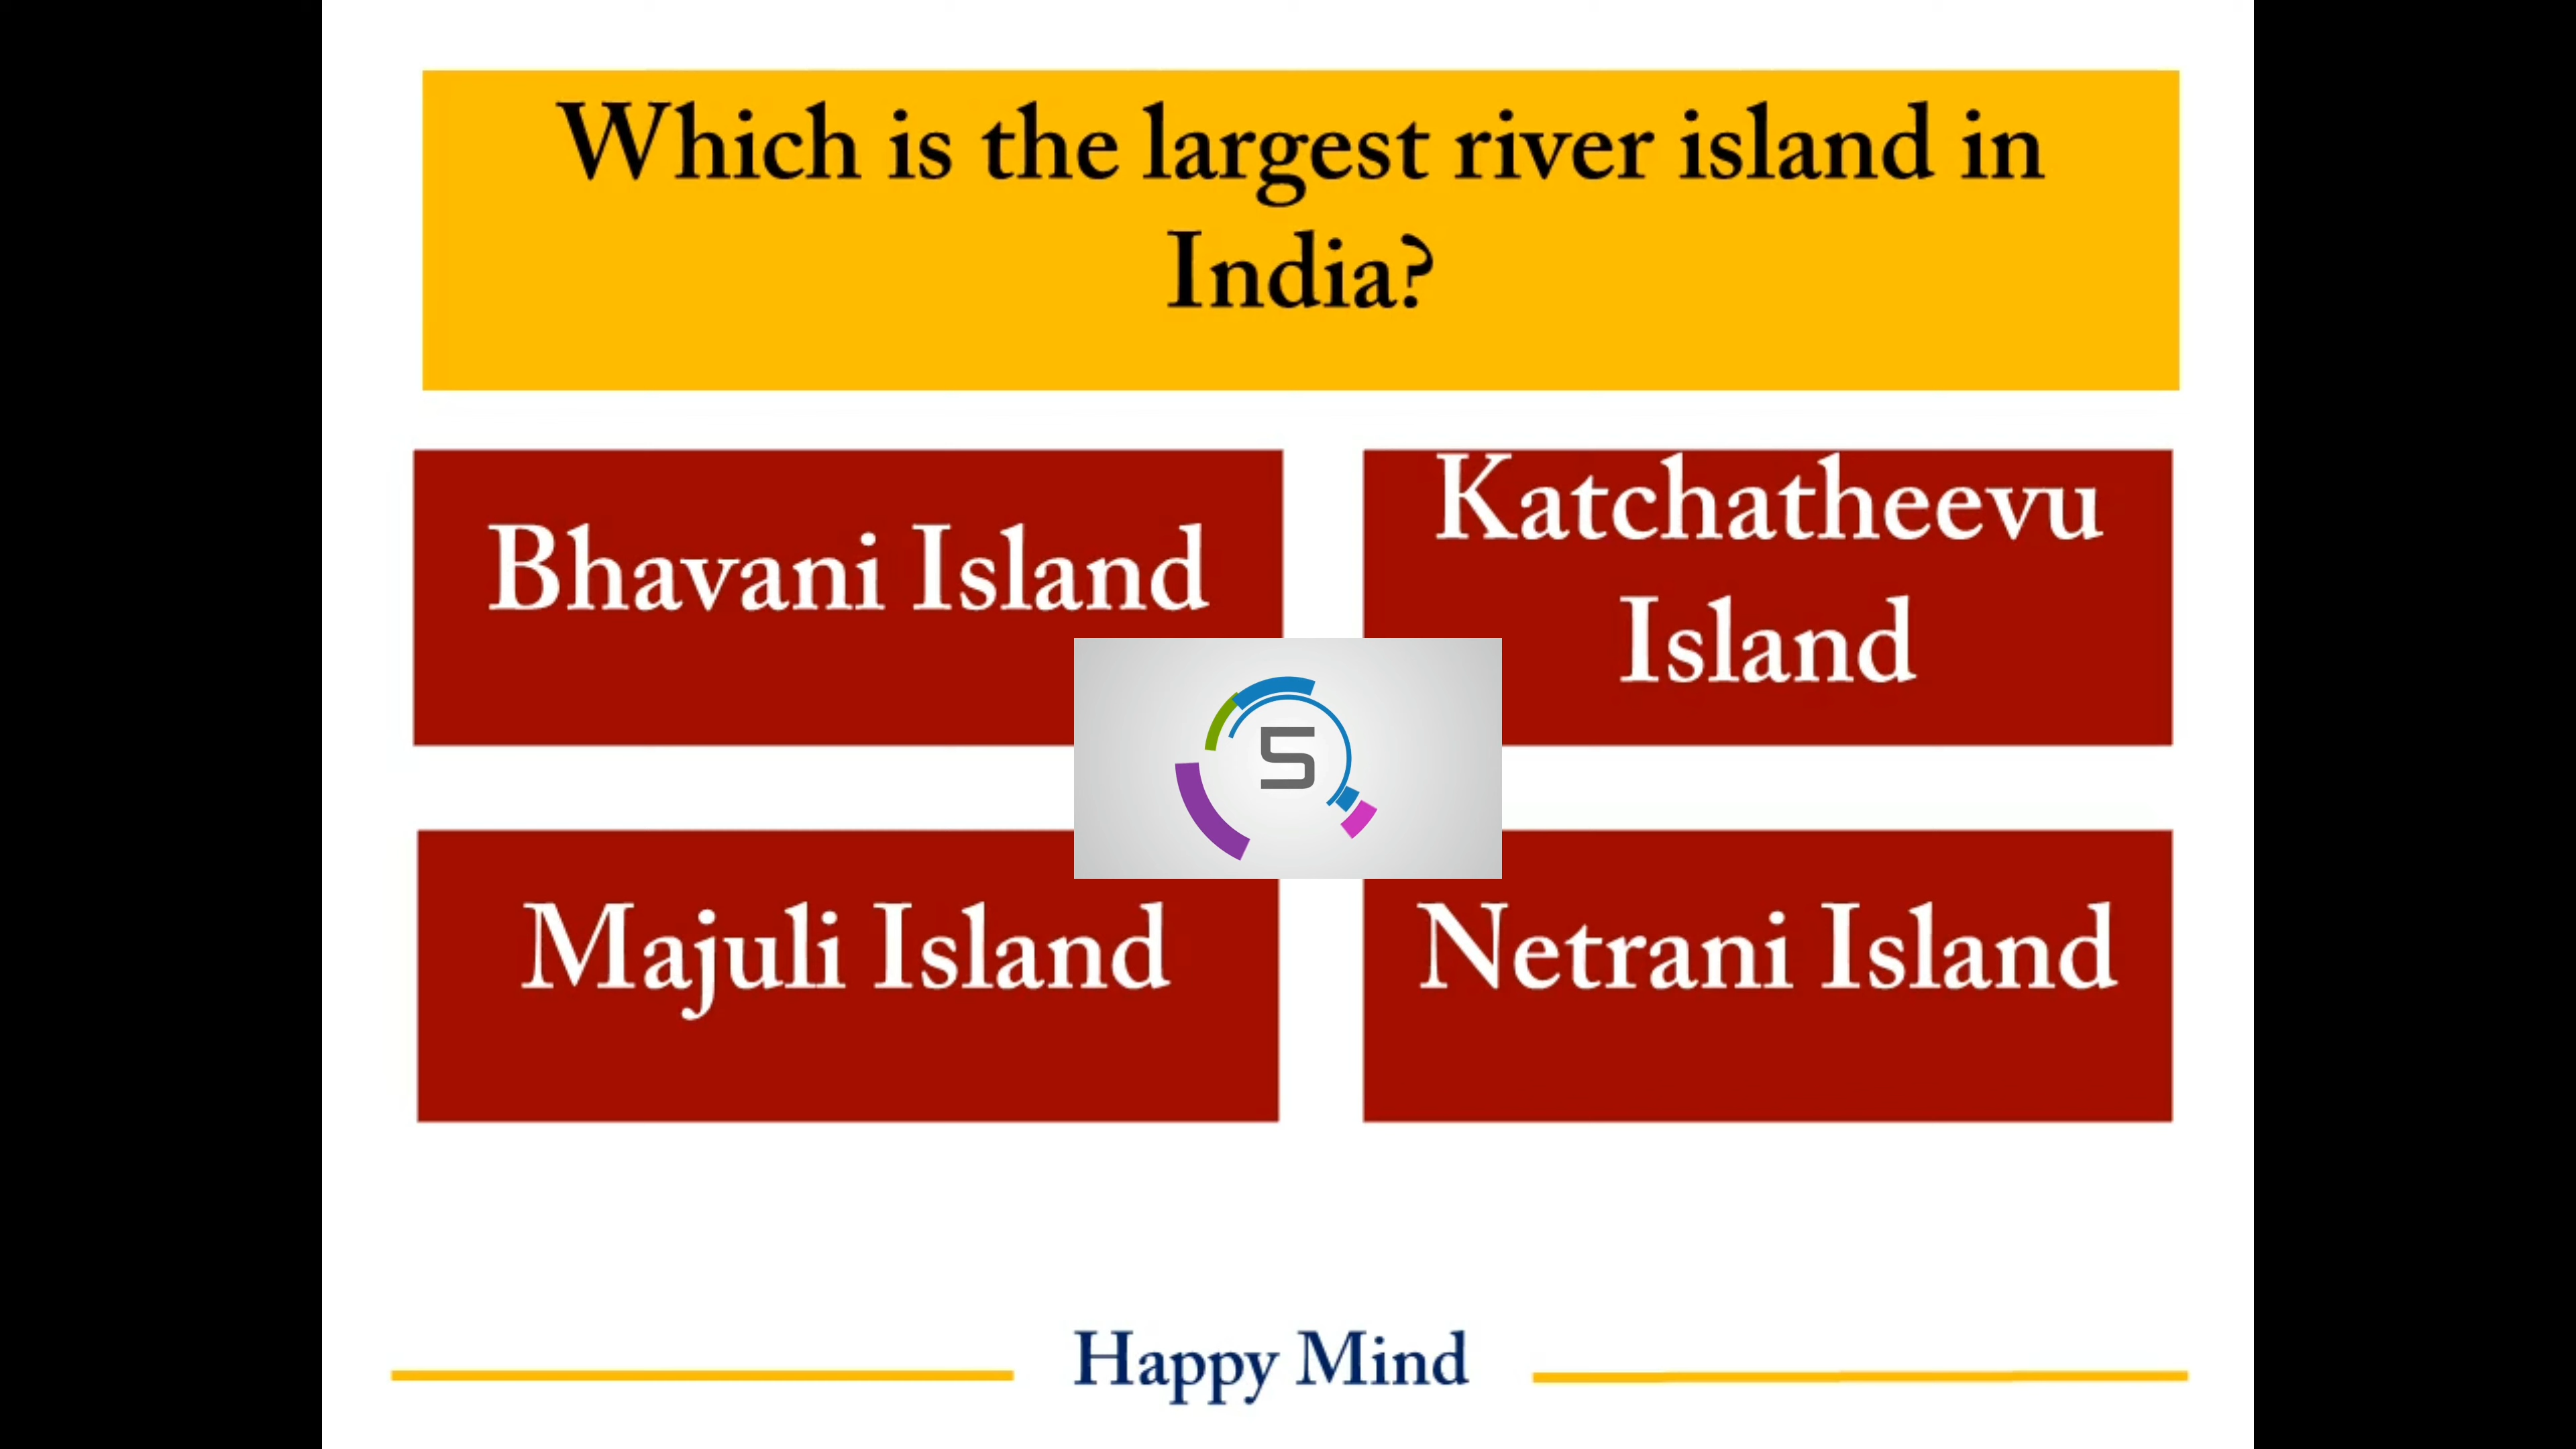 Which is the largest river island in
India?
Bhavani Island
Katchatheevu
Island
5
Majuli Island
Netrani Island
Happy Mind